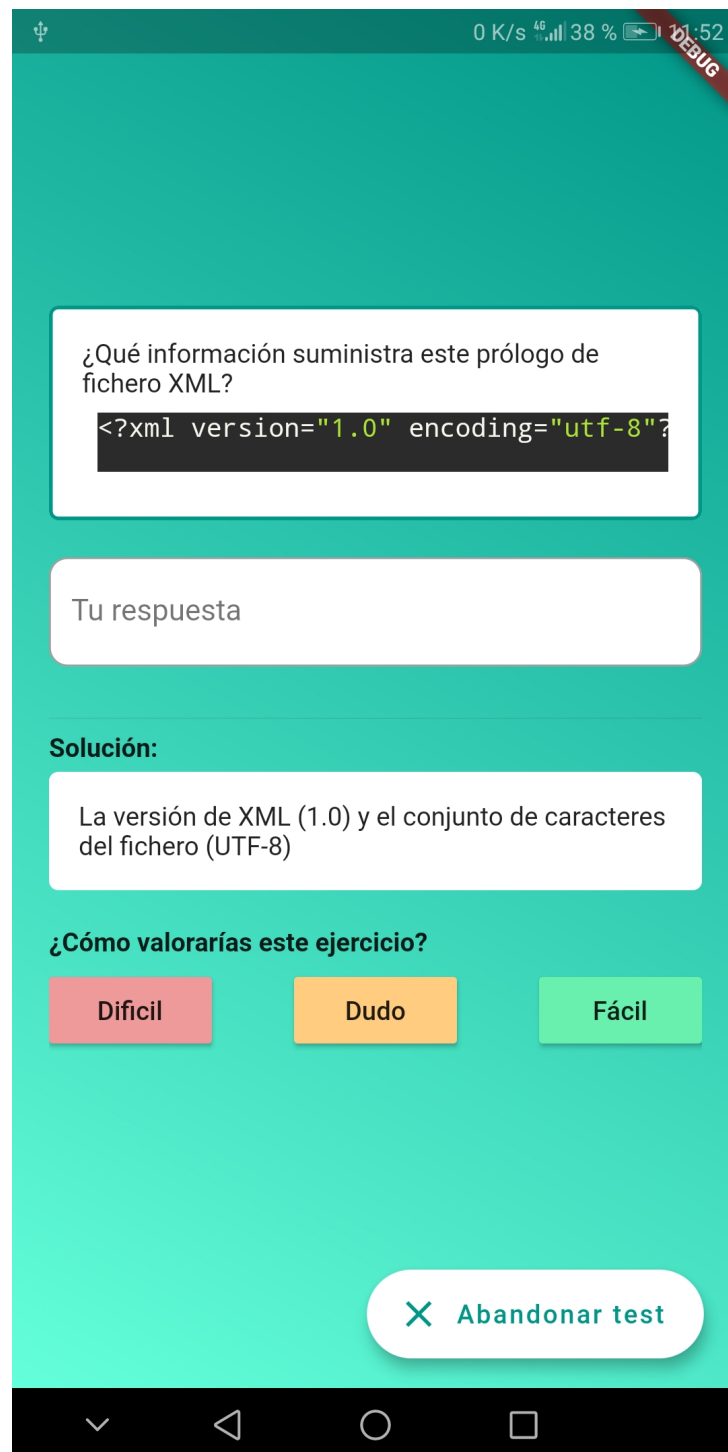 0 K/s 4G 38 % 11:52
DEBUG
¿Qué información suministra este prólogo de
fichero XML?
<?xml version="1.0" encoding="utf-8"?
Tu respuesta
Solución:
La versión de XML (1.0) y el conjunto de caracteres
del fichero (UTF-8)
¿Cómo valorarías este ejercicio?
Dificil Dudo Fácil
Abandonar test